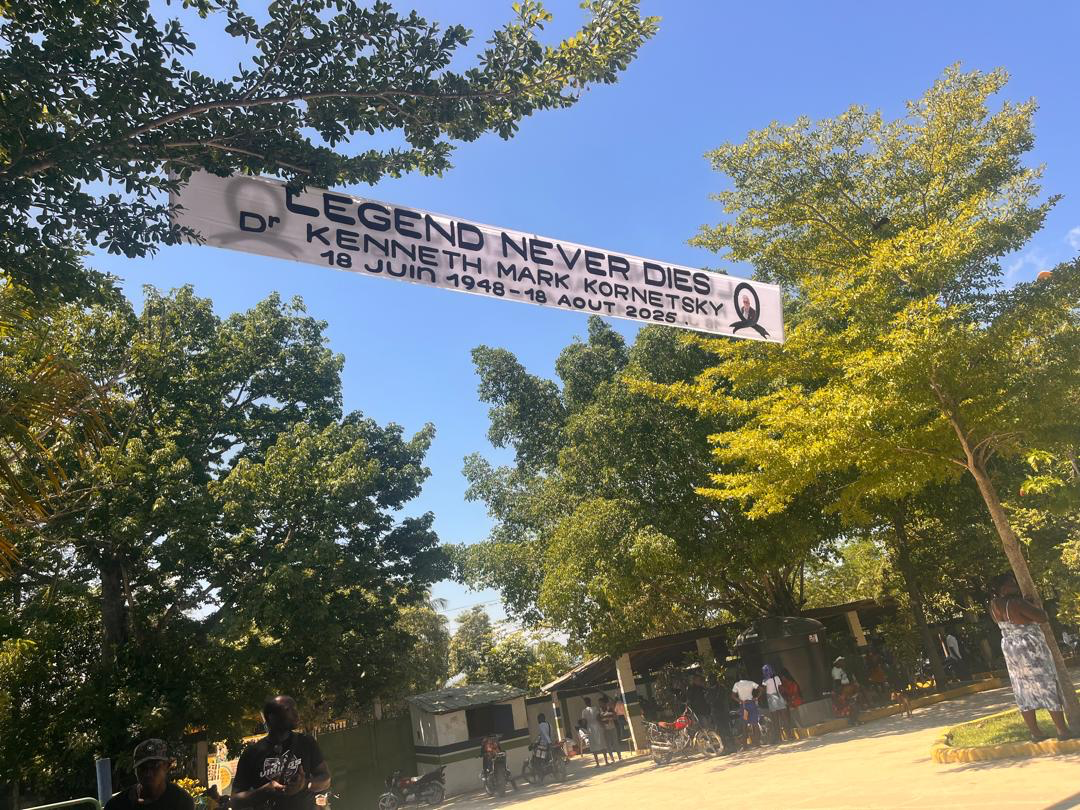 LEGEND NEVER DIES
Dr KENNETH MARK KORNETSKY
18 JUIN 1948-18 AOUT 2025